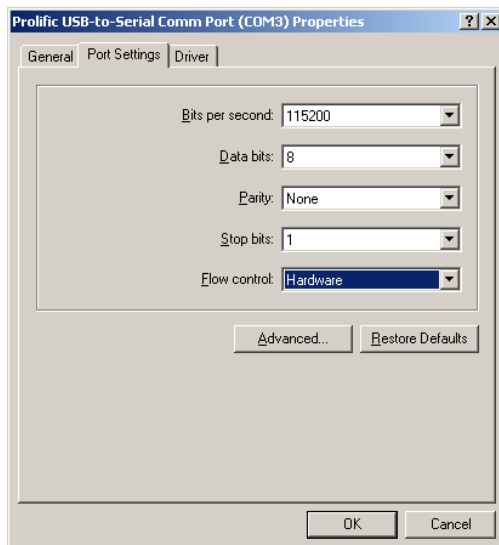 Prolific USB-to-Serial Comm Port (COM3) Properties
General Port Settings Driver
Bits per second: 115200
Data bits: 8
Parity: None
Stop bits: 1
Flow control: Hardware
Advanced... Restore Defaults
OK Cancel